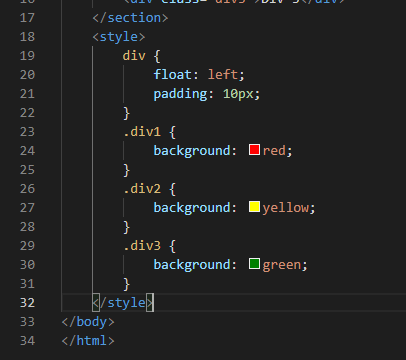 16 <div class="div3">Div 3</div>
17 </section>
18 <style>
19 div {
20 float: left;
21 padding: 10px;
22 }
23 .div1 {
24 background: red;
25 }
26 .div2 {
27 background: yellow;
28 }
29 .div3 {
30 background: green;
31 }
32 </style>
33 </body>
34 </html>